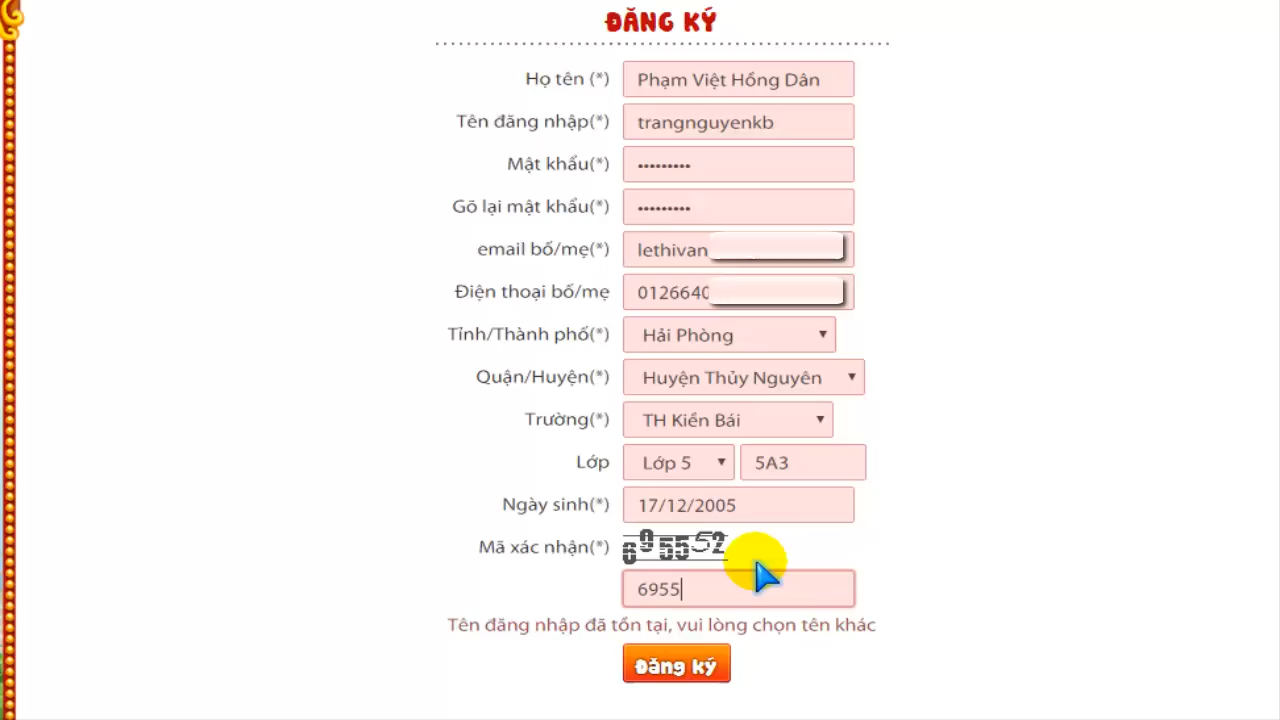 ĐĂNG KÝ
Họ tên (*) Phạm Việt Hồng Dân
Tên đăng nhập(*) trangnguyenkb
Mật khẩu(*) •••••••••
Gõ lại mật khẩu(*) •••••••••
email bố/mẹ(*) lethivan
Điện thoại bố/mẹ 0126640
Tỉnh/Thành phố(*) Hải Phòng
Quận/Huyện(*) Huyện Thủy Nguyên
Trường(*) TH Kiền Bái
Lớp Lớp 5 5A3
Ngày sinh(*) 17/12/2005
Mã xác nhận(*) 695552
6955
Tên đăng nhập đã tồn tại, vui lòng chọn tên khác
Đăng ký